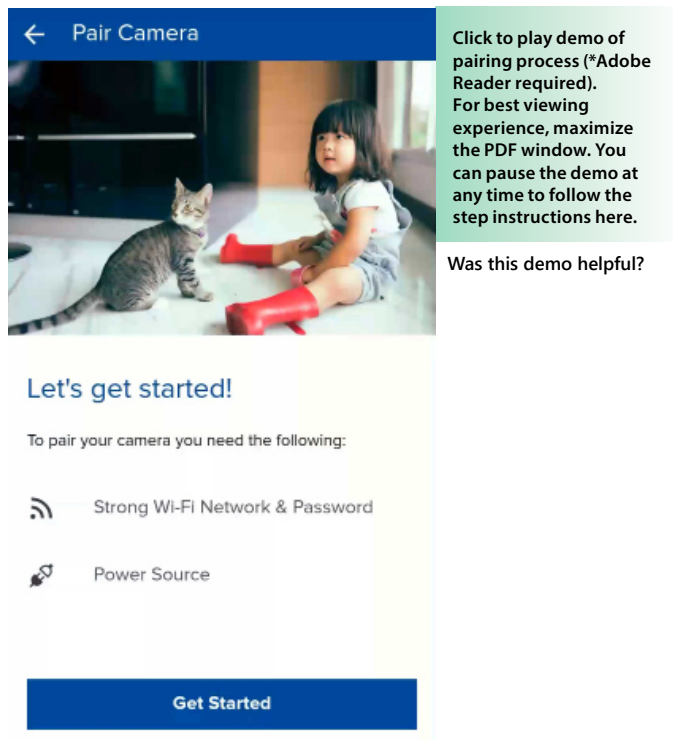 Pair Camera
Click to play demo of
pairing process (*Adobe
Reader required).
For best viewing
experience, maximize
the PDF window. You
can pause the demo at
any time to follow the
step instructions here.
Was this demo helpful?
Let's get started!
To pair your camera you need the following:
Strong Wi-Fi Network & Password
Power Source
Get Started